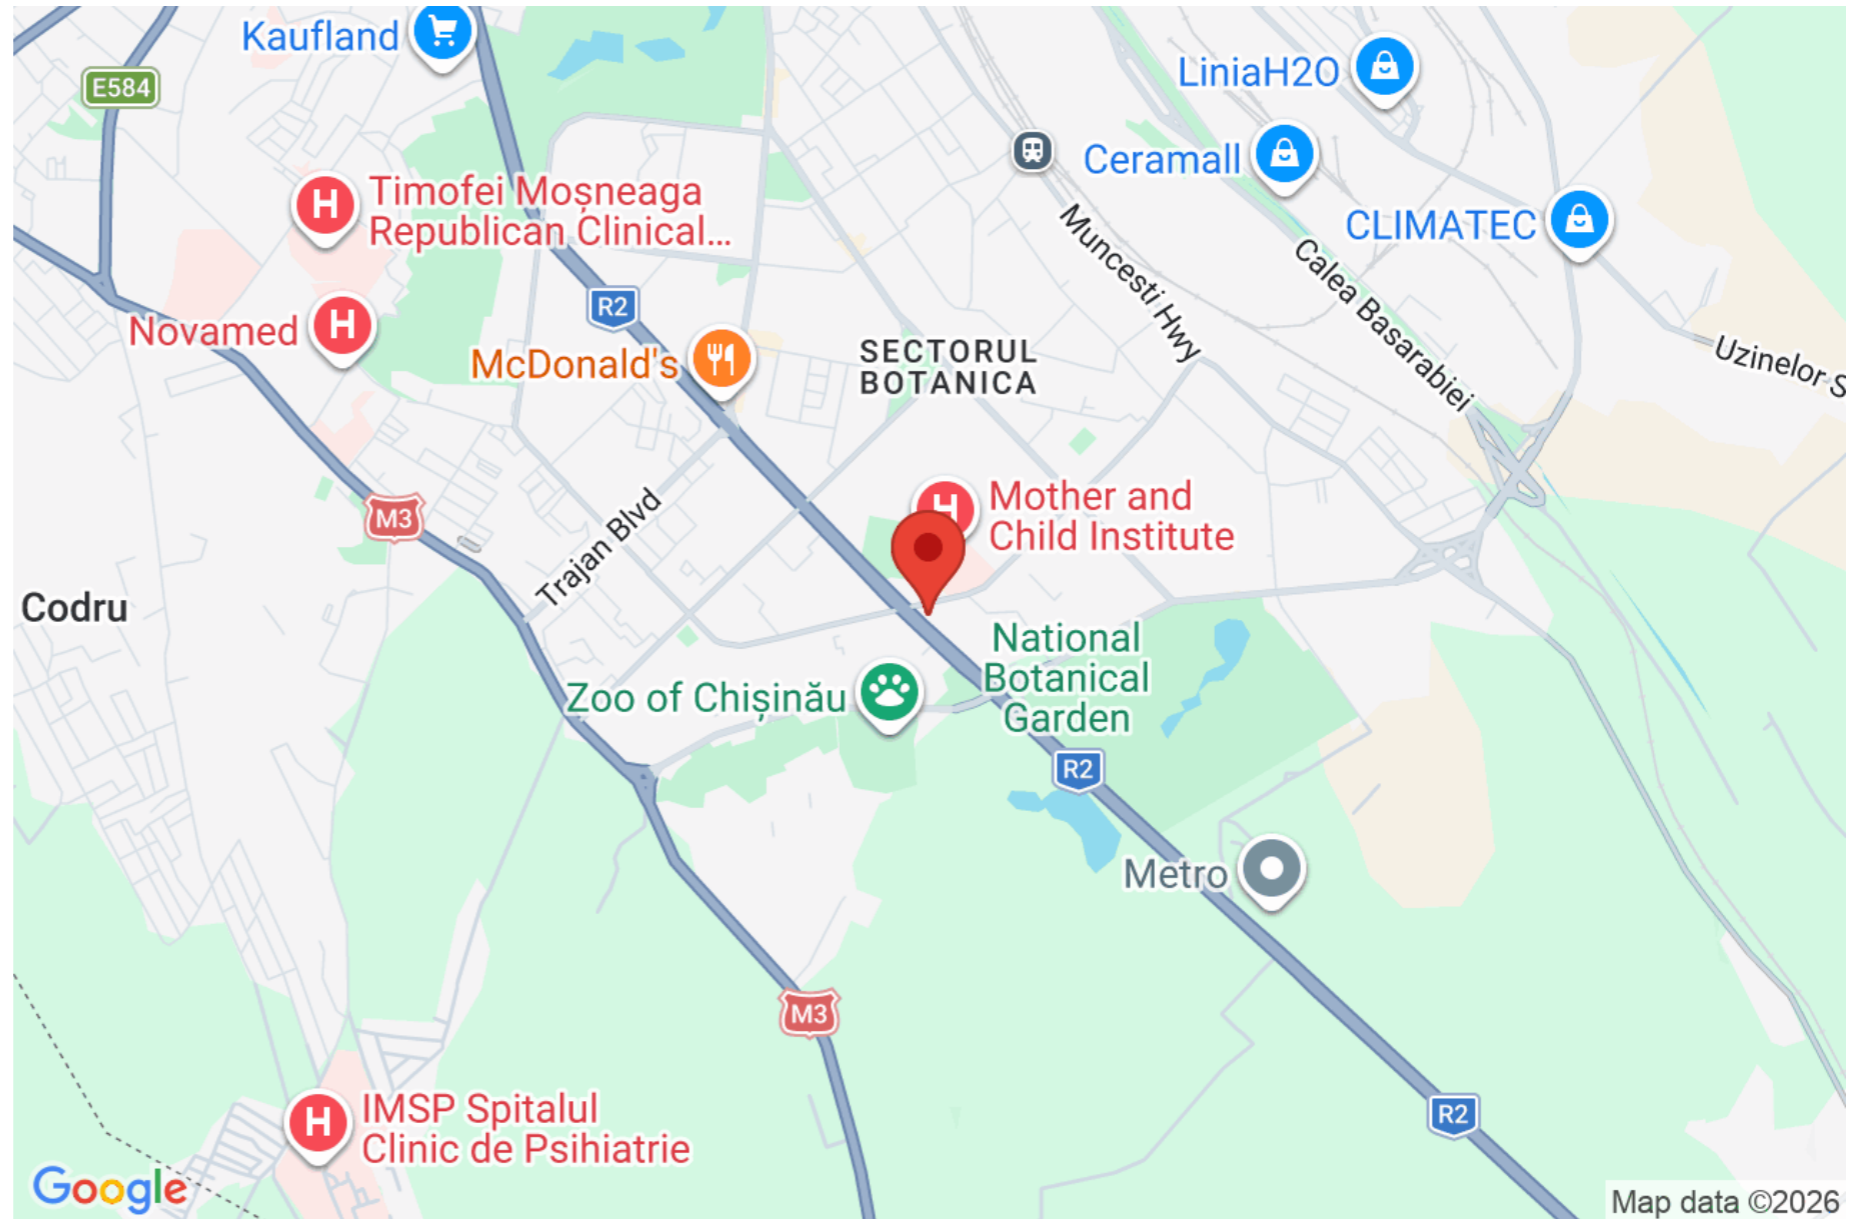 Kaufland
E584
LiniaH2O
Ceramall
Timofei Moșneaga
Republican Clinical...
CLIMATEC
Muncesti Hwy
Calea Basarabiei
R2
Novamed
McDonald's
SECTORUL
BOTANICA
Uzinelor S
M3
Mother and
Child Institute
Trajan Blvd
Codru
National
Botanical
Garden
Zoo of Chișinău
R2
Metro
M3
R2
IMSP Spitalul
Clinic de Psihiatrie
Google
Map data ©2026
H
H
H
H